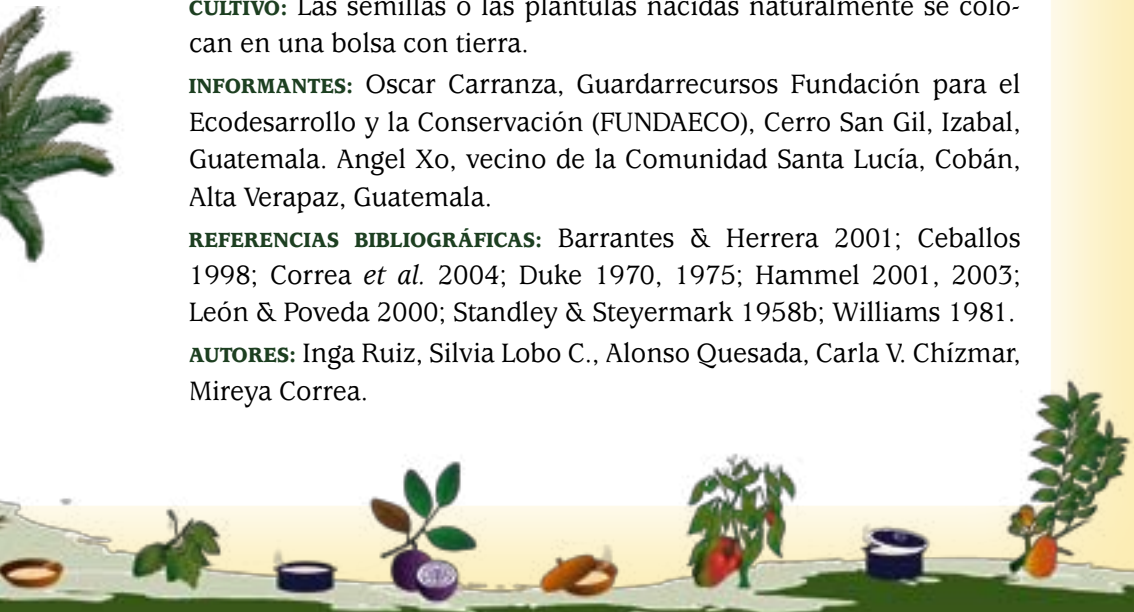 CULTIVO: Las semillas o las plántulas nacidas naturalmente se colo-
can en una bolsa con tierra.
INFORMANTES: Oscar Carranza, Guardarrecursos Fundación para el
Ecodesarrollo y la Conservación (FUNDAECO), Cerro San Gil, Izabal,
Guatemala. Angel Xo, vecino de la Comunidad Santa Lucía, Cobán,
Alta Verapaz, Guatemala.
REFERENCIAS BIBLIOGRÁFICAS: Barrantes & Herrera 2001; Ceballos
1998; Correa et al. 2004; Duke 1970, 1975; Hammel 2001, 2003;
León & Poveda 2000; Standley & Steyermark 1958b; Williams 1981.
AUTORES: Inga Ruiz, Silvia Lobo C., Alonso Quesada, Carla V. Chízmar,
Mireya Correa.